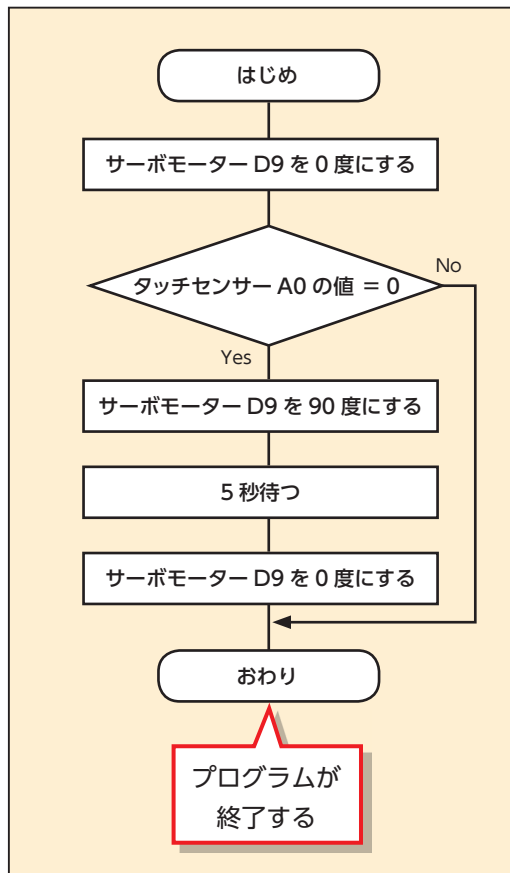 はじめ
サーボモーター D9 を 0 度にする
タッチセンサー A0 の値 = 0
No
Yes
サーボモーター D9 を 90 度にする
5 秒待つ
サーボモーター D9 を 0 度にする
おわり
プログラムが
終了する